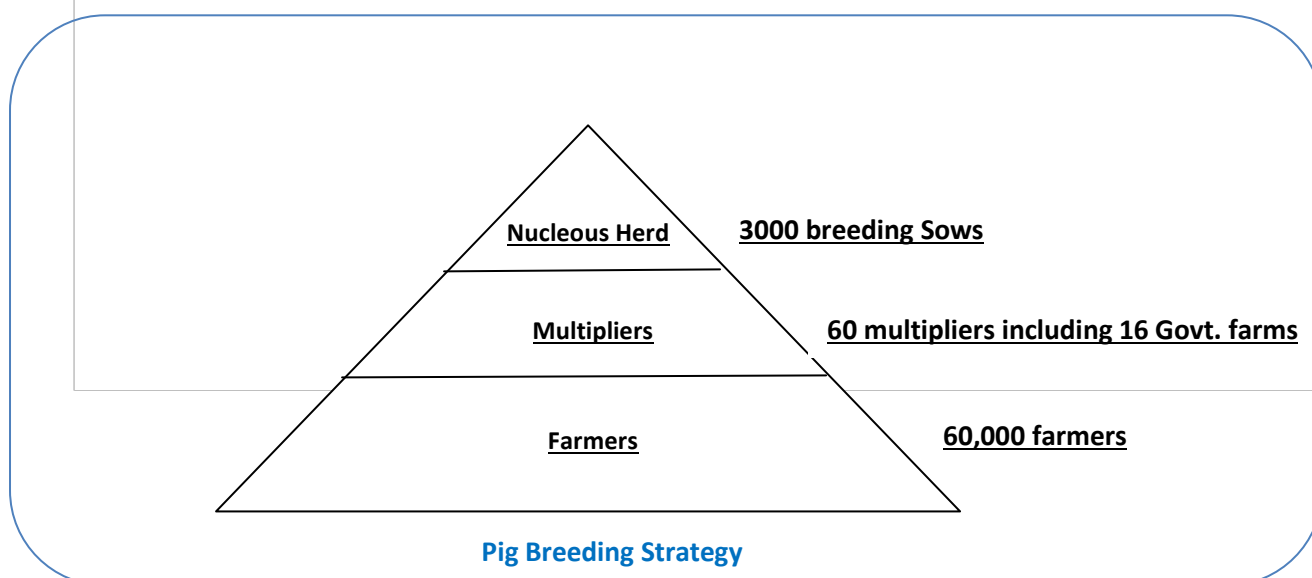 Nucleous Herd
3000 breeding Sows
Multipliers
60 multipliers including 16 Govt. farms
Farmers
60,000 farmers
Pig Breeding Strategy